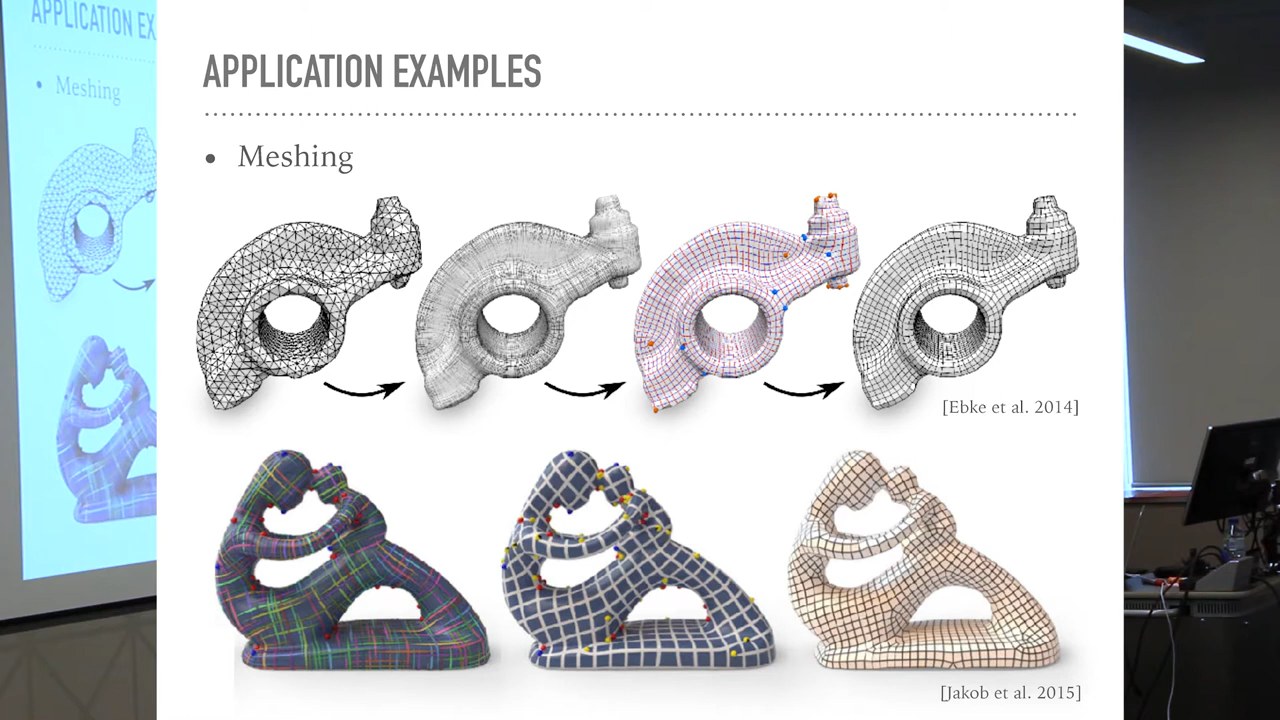 APPLICATION EX
• Meshing
APPLICATION EXAMPLES
• Meshing
[Ebke et al. 2014]
[Jakob et al. 2015]